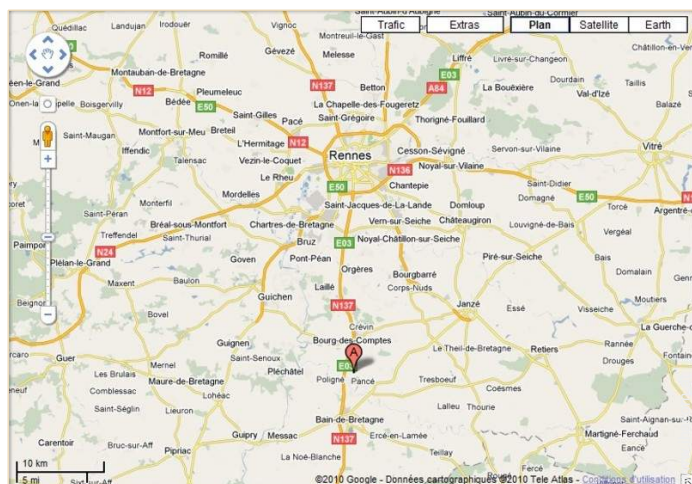 Quédillac
Landujan
Irodouër
Vignoc
Montreuil-le-Gast
Saint-Aubin-du-Cormier
Trafic
Extras
Plan
Satellite
Earth
Romillé
Gévezé
Melesse
Liffré
Livré-sur-Changeon
Châtillon-en-
Montauban-de-Bretagne
N12
Pleumeleuc
N137
Betton
E03
A84
La Bouëxière
Dourdain
Taillis
Val-d'Izé
Bédée
E50
Boisgervilly
Saint-Gilles
Pacé
La Chapelle-des-Fougeretz
Saint-Grégoire
Thorigné-Fouillard
Balazé
Saint-Maugan
Montfort-sur-Meu
Breteil
L'Hermitage
N12
Cesson-Sévigné
Servon-sur-Vilaine
Vitré
Iffendic
Talensac
Vezin-le-Coquet
Rennes
Noyal-sur-Vilaine
N136
Le Rheu
E50
Chantepie
Saint-Didier
Domagné
E50
Mordelles
Saint-Jacques-de-La-Lande
Domloup
Torcé
Argentré-
Saint-Péran
Monterfil
Treffendel
Bréal-sous-Montfort
Chartres-de-Bretagne
Vern-sur-Seiche
Châteaugiron
Louvigné-de-Bais
Vergéal
Saint-Thurial
Bruz
E03
Noyal-Châtillon-sur-Seiche
Paimpont
N24
Plélan-le-Grand
Goven
Pont-Péan
Orgères
Piré-sur-Seiche
Bais
Domalain
Maxent
Baulon
Laillé
Bourgbarré
Corps-Nuds
Moutiers
Beignon
Guichen
N137
Janzé
Essé
Visseiche
Bovel
Crévin
La Guerche-
Guignen
Bourg-des-Comptes
Rannée
Guer
Saint-Senoux
A
Le Theil-de-Bretagne
Retiers
Drouges
Mernel
Les Brulais
Pléchâtel
Poligné
Pancé
Tresboeuf
Fontaine-
Comblessac
Maure-de-Bretagne
Coësmes
Saint-Séglin
Lohéac
Lieuron
Lalleu
Thourie
Saint-Aignan-su
Bain-de-Bretagne
Carentoir
Bruc-sur-Aff
Guipry
Messac
N137
Ercé-en-Lamée
Martigné-Ferchaud
Pipriac
Teillay
10 km
La Noë-Blanche
5 mi
©2010 Google - Données cartographiques ©2010 Tele Atlas - Conditions d'utilisation